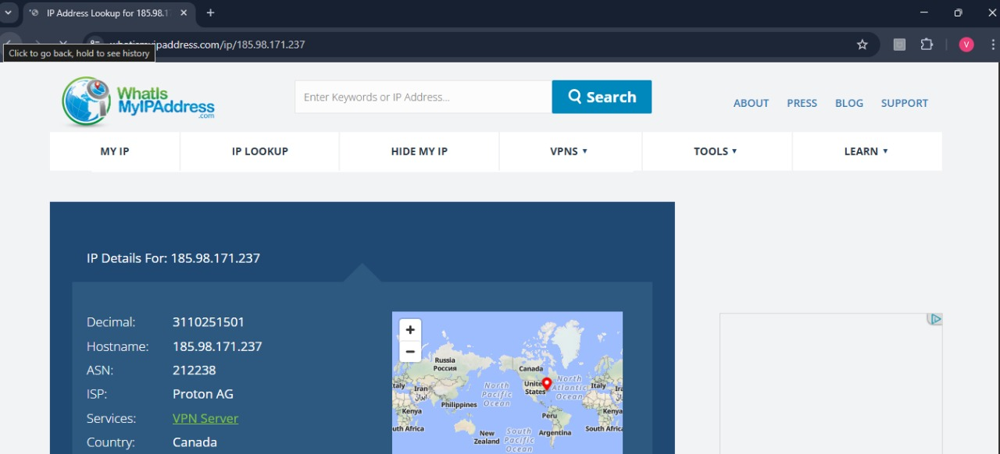 IP Address Lookup for 185.98.1
Click to go back, hold to see history
paddress.com/ip/185.98.171.237
V
WhatIs
MyIPAddress
.com
Enter Keywords or IP Address...
Search
ABOUT PRESS BLOG SUPPORT
MY IP IP LOOKUP HIDE MY IP VPNS TOOLS LEARN
IP Details For: 185.98.171.237
Decimal: 3110251501
Hostname: 185.98.171.237
ASN: 212238
ISP: Proton AG
Services: VPN Server
Country: Canada
+
−
Russia
Россия
Canada
United
States
North
Atlantic
Ocean
North
Pacific
Ocean
taly
Iran
Italy
Ira
Philippines
Kenya
Kenya
Peru
uth Africa
New
Zealand
South
Pacific
Ocean
Argentina
South Africa